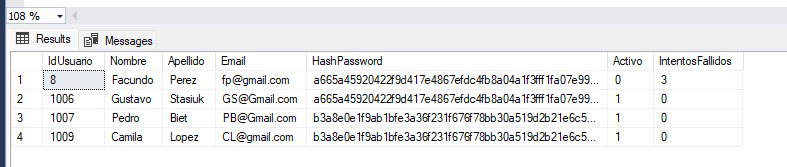 108 %
Results Messages
IdUsuario Nombre Apellido Email HashPassword Activo IntentosFallidos
1 8 Facundo Perez fp@gmail.com a665a45920422f9d417e4867efdc4fb8a04a1f3fff1fa07e99... 0 3
2 1006 Gustavo Stasiuk GS@Gmail.com a665a45920422f9d417e4867efdc4fb8a04a1f3fff1fa07e99... 1 0
3 1007 Pedro Biet PB@Gmail.com b3a8e0e1f9ab1bfe3a36f231f676f78bb30a519d2b21e6c5... 1 0
4 1009 Camila Lopez CL@gmail.com b3a8e0e1f9ab1bfe3a36f231f676f78bb30a519d2b21e6c5... 1 0